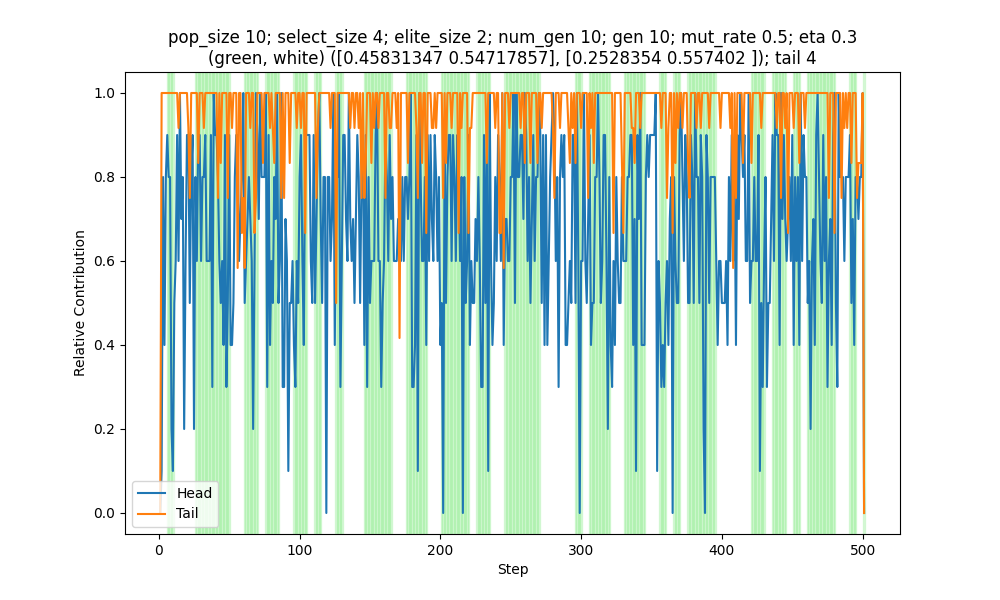 pop_size 10; select_size 4; elite_size 2; num_gen 10; gen 10; mut_rate 0.5; eta 0.3
(green, white) ([0.45831347 0.54717857], [0.2528354 0.557402 ]); tail 4
1.0
0.8
0.6
0.4
0.2
0.0
Relative Contribution
Head
Tail
0
100
200
300
400
500
Step